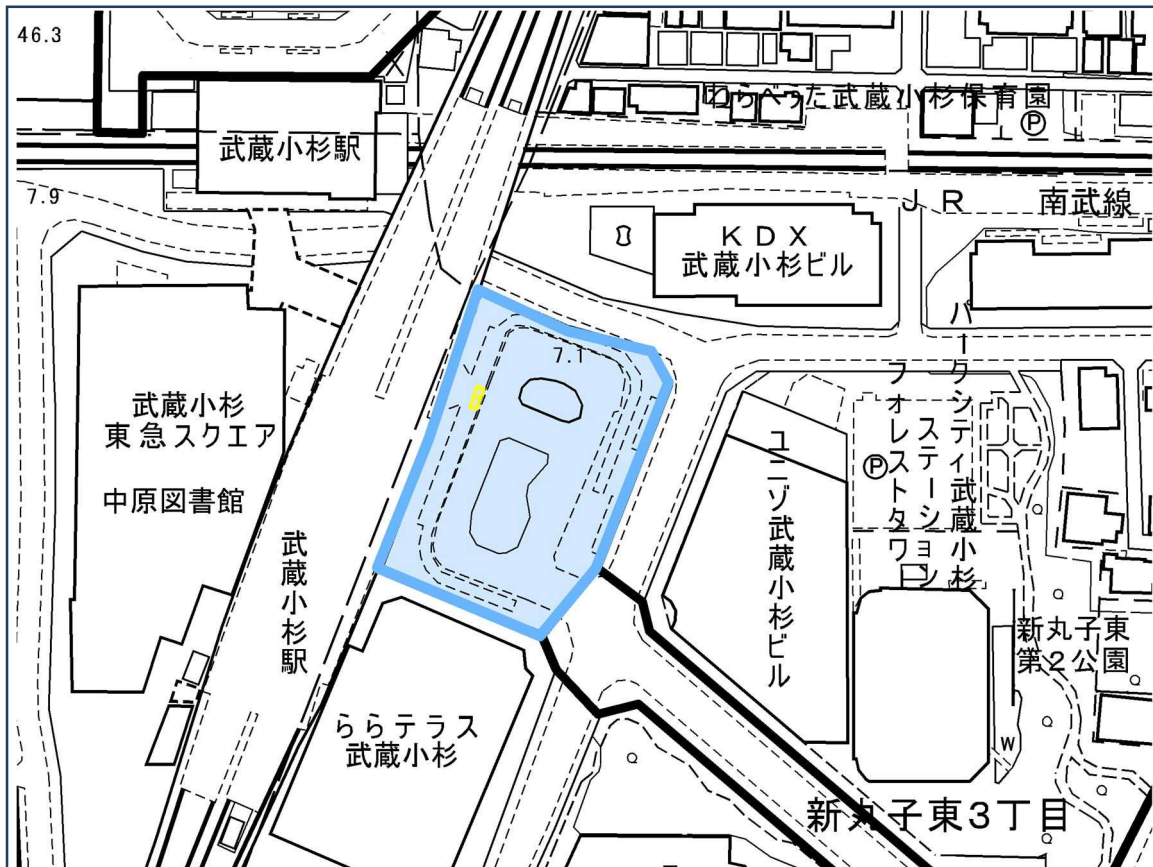 46.3
わらべうた武蔵小杉保育園
P
武蔵小杉駅
7.9
JR 南武線
KDX
武蔵小杉ビル
7.1
武蔵小杉
東急スクエア
中原図書館
武蔵小杉駅
パークシティ武蔵小杉
ステーション
フォレストタワー
P
ユニゾ武蔵小杉ビル
新丸子東
第2公園
ららテラス
武蔵小杉
W
新丸子東3丁目